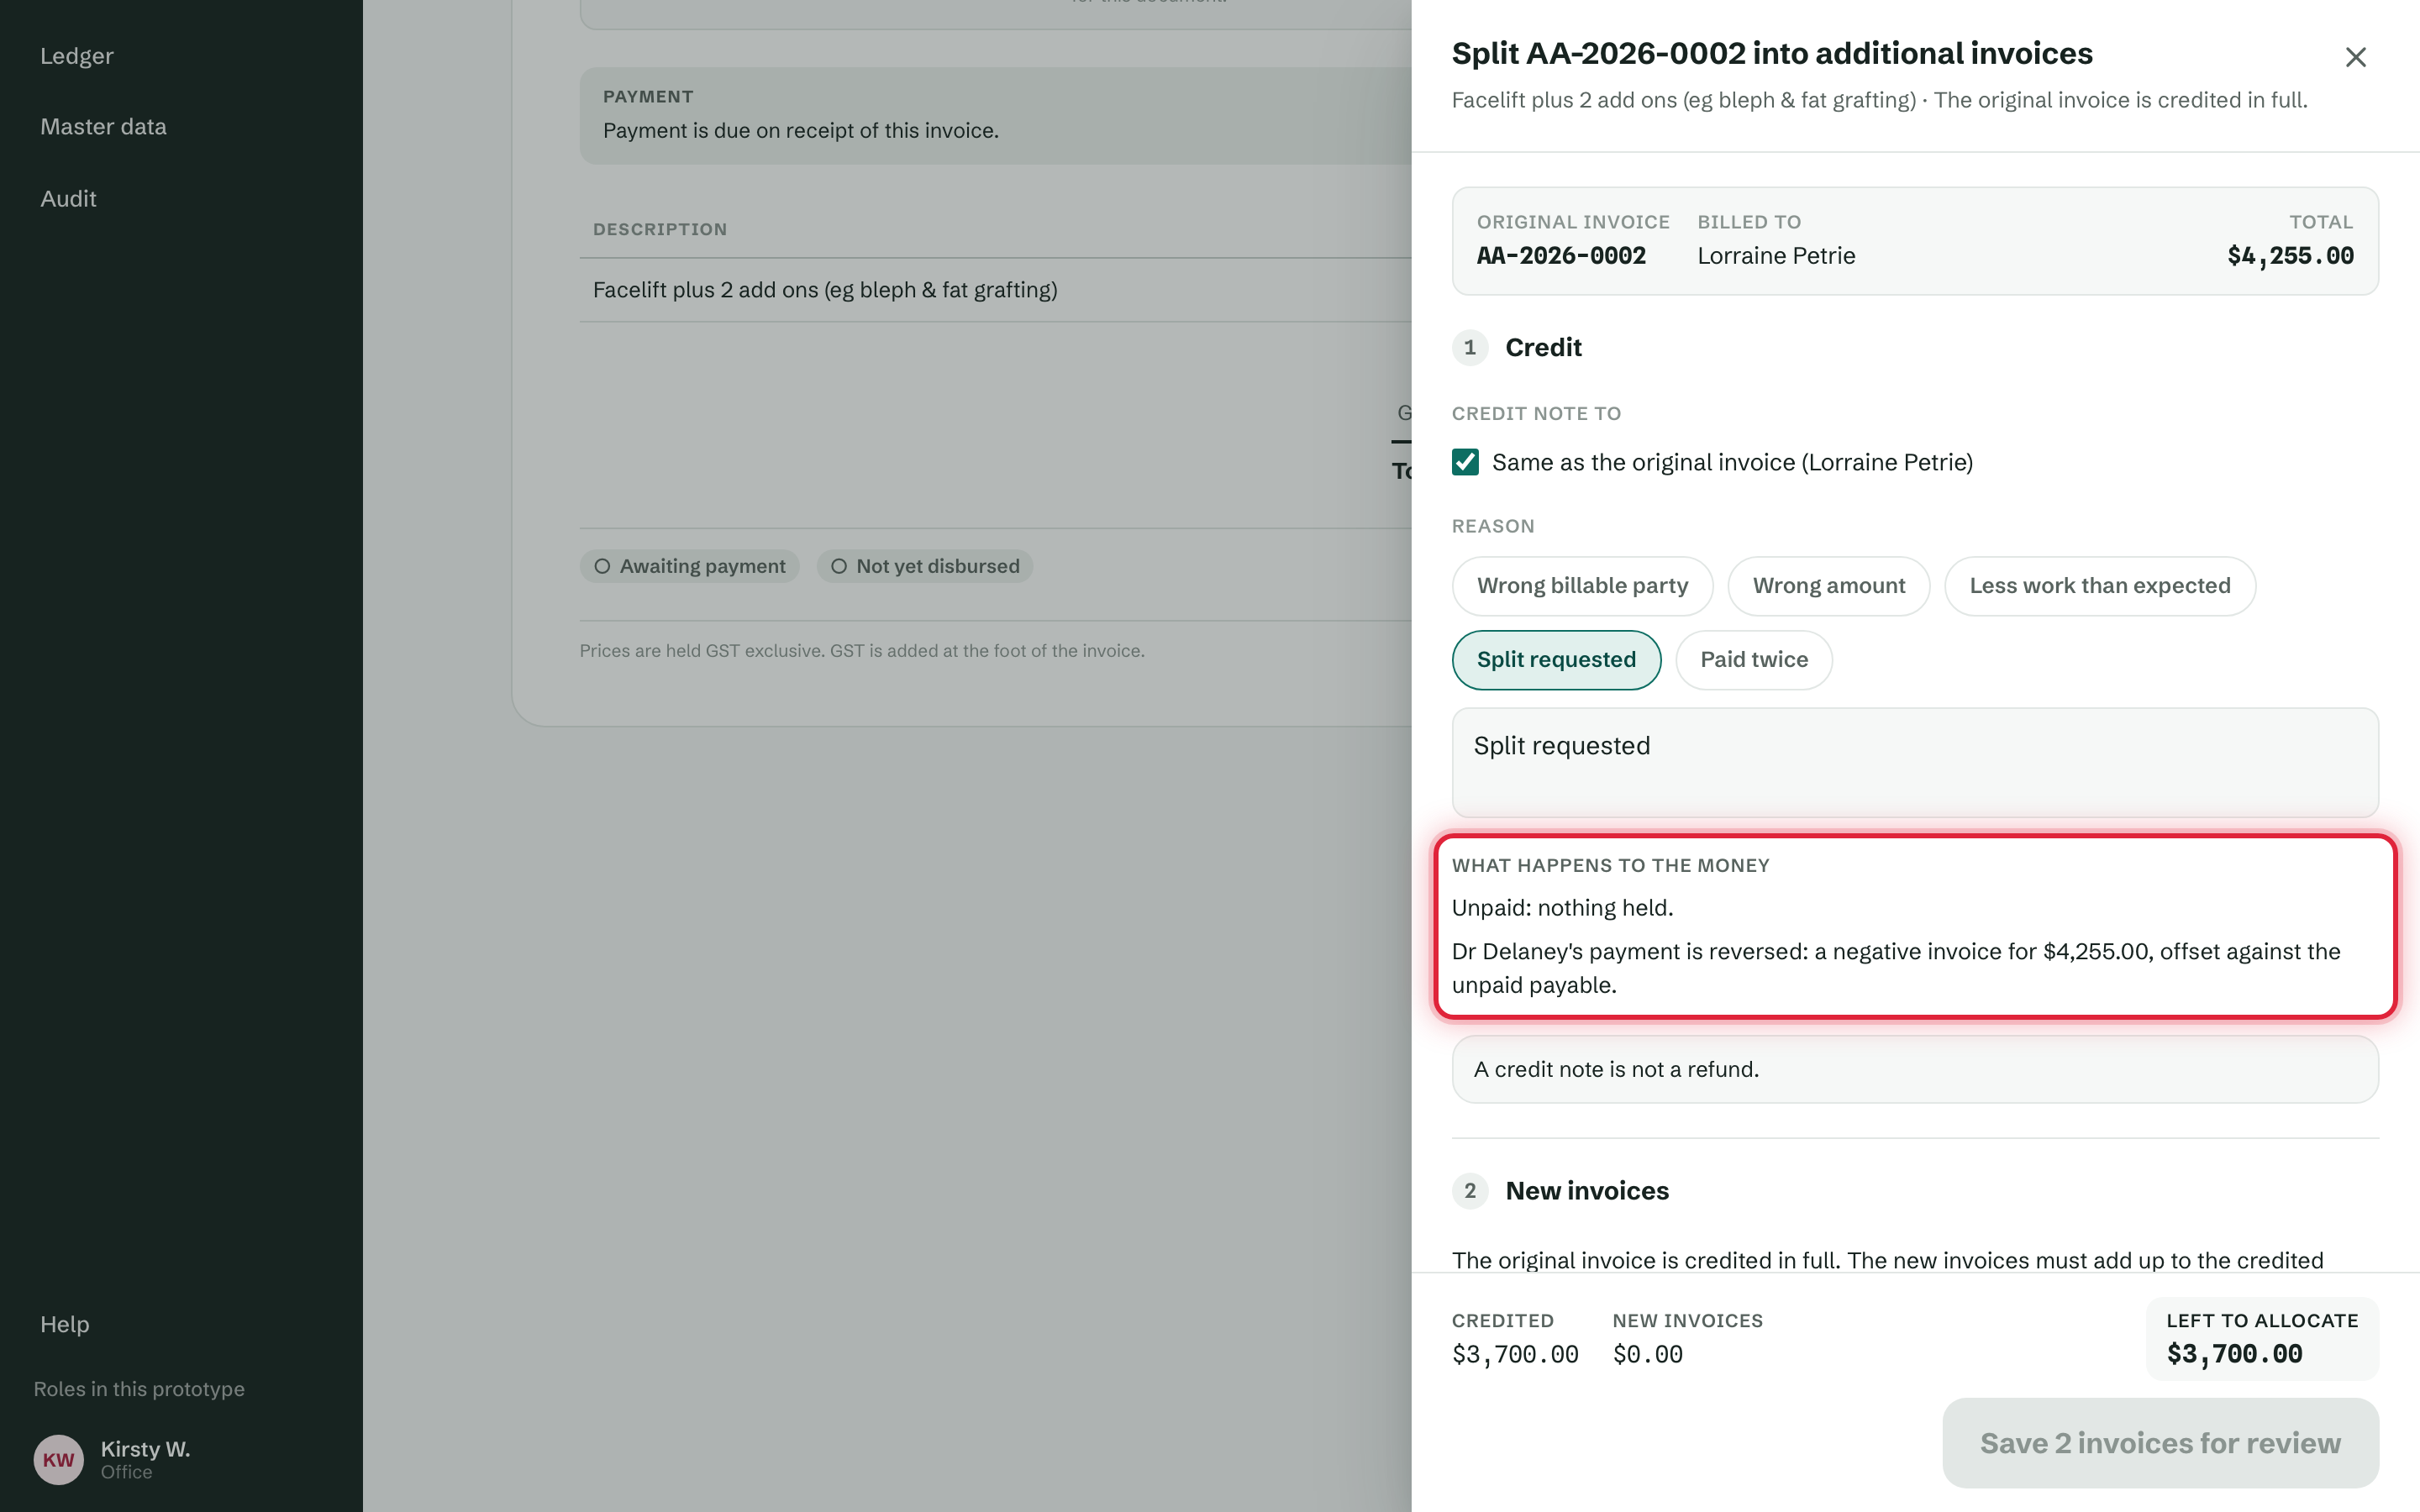 Ledger
Master data
Audit
Help
Roles in this prototype
KW
Kirsty W.
Office
for this document.
PAYMENT
Payment is due on receipt of this invoice.
DESCRIPTION
Facelift plus 2 add ons (eg bleph & fat grafting)
Awaiting payment
Not yet disbursed
Prices are held GST exclusive. GST is added at the foot of the invoice.
Split AA-2026-0002 into additional invoices
Facelift plus 2 add ons (eg bleph & fat grafting) · The original invoice is credited in full.
ORIGINAL INVOICE BILLED TO TOTAL
AA-2026-0002 Lorraine Petrie $4,255.00
1 Credit
CREDIT NOTE TO
Same as the original invoice (Lorraine Petrie)
REASON
Wrong billable party Wrong amount Less work than expected
Split requested Paid twice
Split requested
WHAT HAPPENS TO THE MONEY
Unpaid: nothing held.
Dr Delaney's payment is reversed: a negative invoice for $4,255.00, offset against the
unpaid payable.
A credit note is not a refund.
2 New invoices
The original invoice is credited in full. The new invoices must add up to the credited
CREDITED NEW INVOICES LEFT TO ALLOCATE
$3,700.00 $0.00 $3,700.00
Save 2 invoices for review